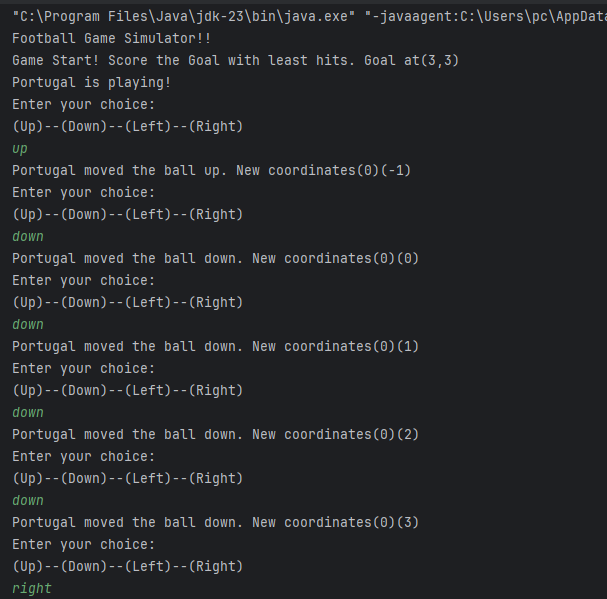 "C:\Program Files\Java\jdk-23\bin\java.exe" "-javaagent:C:\Users\pc\AppData
Football Game Simulator!!
Game Start! Score the Goal with least hits. Goal at(3,3)
Portugal is playing!
Enter your choice:
(Up)--(Down)--(Left)--(Right)
up
Portugal moved the ball up. New coordinates(0)(-1)
Enter your choice:
(Up)--(Down)--(Left)--(Right)
down
Portugal moved the ball down. New coordinates(0)(0)
Enter your choice:
(Up)--(Down)--(Left)--(Right)
down
Portugal moved the ball down. New coordinates(0)(1)
Enter your choice:
(Up)--(Down)--(Left)--(Right)
down
Portugal moved the ball down. New coordinates(0)(2)
Enter your choice:
(Up)--(Down)--(Left)--(Right)
down
Portugal moved the ball down. New coordinates(0)(3)
Enter your choice:
(Up)--(Down)--(Left)--(Right)
right